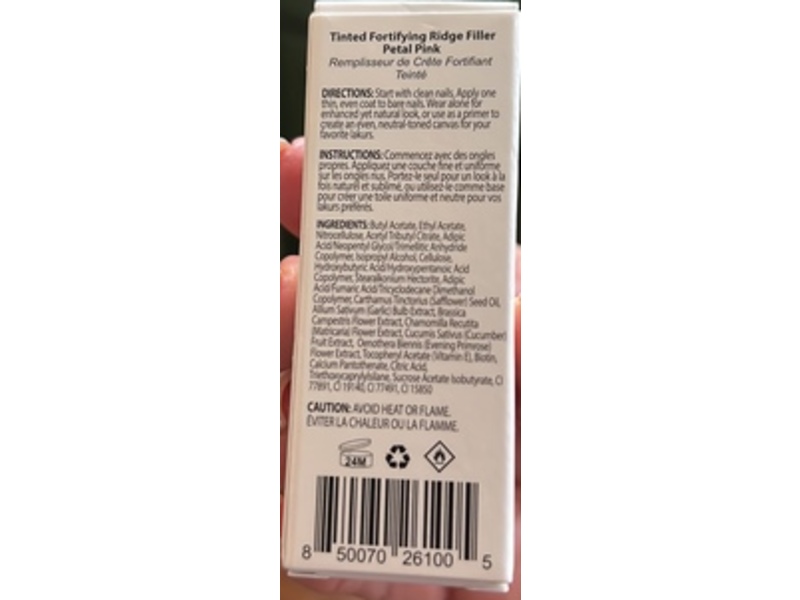 Tinted Fortifying Ridge Filler
Petal Pink
Remplisseur de Crête Fortifiant
Teinté
DIRECTIONS: Start with clean nails. Apply one
thin, even coat to bare nails. Wear alone for
enhanced yet natural look, or use as a primer to
create an even, neutral-toned canvas for your
favorite lakurs.
INSTRUCTIONS: Commencez avec des ongles
propres. Appliquez une couche fine et uniforme
sur les ongles nus. Portez-le seul pour un look à la
fois naturel et sublimé, ou utilisez-le comme base
pour créer une toile uniforme et neutre pour vos
lakurs préférés.
INGREDIENTS: Butyl Acetate, Ethyl Acetate,
Nitrocellulose, Acetyl Tributyl Citrate, Adipic
Acid/Neopentyl Glycol/Trimellitic Anhydride
Copolymer, Isopropyl Alcohol, Cellulose,
Hydroxybutyric Acid/Hydroxypentanoic Acid
Copolymer, Stearalkonium Hectorite, Adipic
Acid/Fumaric Acid/Tricyclodecane Dimethanol
Copolymer, Carthamus Tinctorius (Safflower) Seed Oil,
Allium Sativum (Garlic) Bulb Extract, Brassica
Campestris Flower Extract, Chamomilla Recutita
(Matricaria) Flower Extract, Cucumis Sativus (Cucumber)
Fruit Extract, Oenothera Biennis (Evening Primrose)
Flower Extract, Tocopheryl Acetate (Vitamin E), Biotin,
Calcium Pantothenate, Citric Acid,
Triethoxycaprylylsilane, Sucrose Acetate Isobutyrate, CI
77891, CI 19140, CI 77491, CI 15850
CAUTION: AVOID HEAT OR FLAME.
ÉVITER LA CHALEUR OU LA FLAMME.
24M
8 50070 26100 5